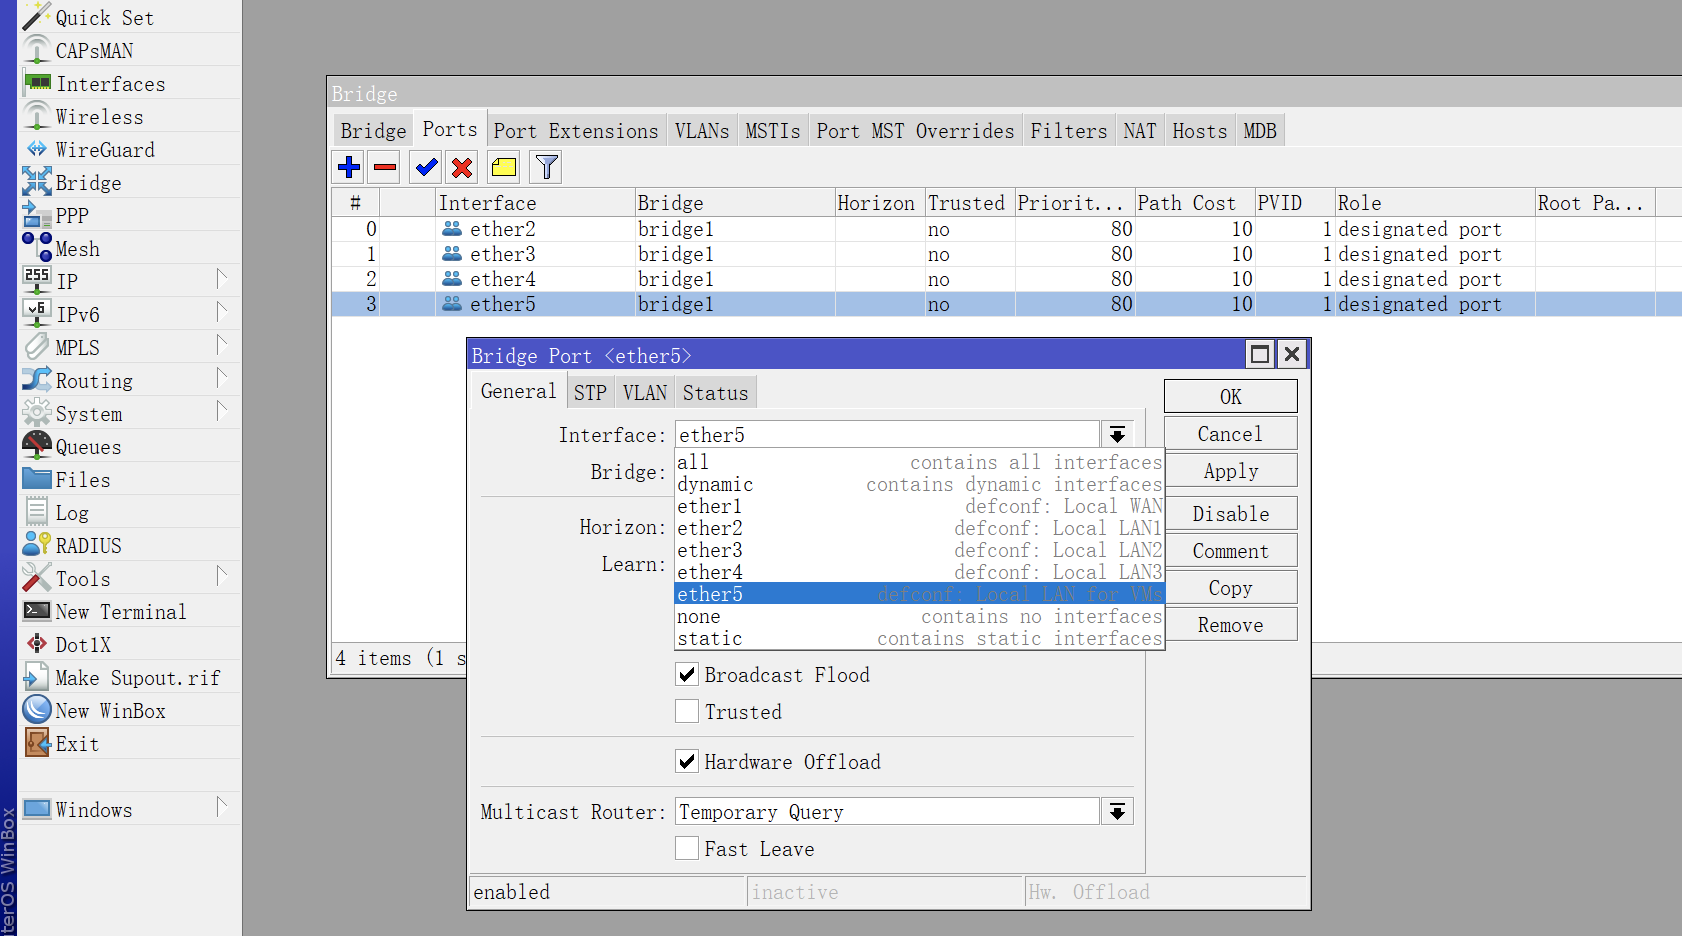 Quick Set
CAPsMAN
Interfaces
Wireless
WireGuard
Bridge
PPP
Mesh
255 IP
v6 IPv6
MPLS
Routing
System
Queues
Files
Log
RADIUS
Tools
New Terminal
Dot1X
Make Supout.rif
New WinBox
Exit
Windows
terOS WinBox
Bridge
Bridge Ports Port Extensions VLANs MSTIs Port MST Overrides Filters NAT Hosts MDB
# Interface Bridge Horizon Trusted Priorit... Path Cost PVID Role Root Pa...
0 ether2 bridge1 no 80 10 1 designated port
1 ether3 bridge1 no 80 10 1 designated port
2 ether4 bridge1 no 80 10 1 designated port
3 ether5 bridge1 no 80 10 1 designated port
4 items (1 s
Bridge Port <ether5>
General STP VLAN Status
Interface: ether5
Bridge:
Horizon:
Learn:
all contains all interfaces
dynamic contains dynamic interfaces
ether1 defconf: Local WAN
ether2 defconf: Local LAN1
ether3 defconf: Local LAN2
ether4 defconf: Local LAN3
ether5 defconf: Local LAN for VMs
none contains no interfaces
static contains static interfaces
Broadcast Flood
Trusted
Hardware Offload
Multicast Router: Temporary Query
Fast Leave
OK
Cancel
Apply
Disable
Comment
Copy
Remove
enabled inactive Hw. Offload